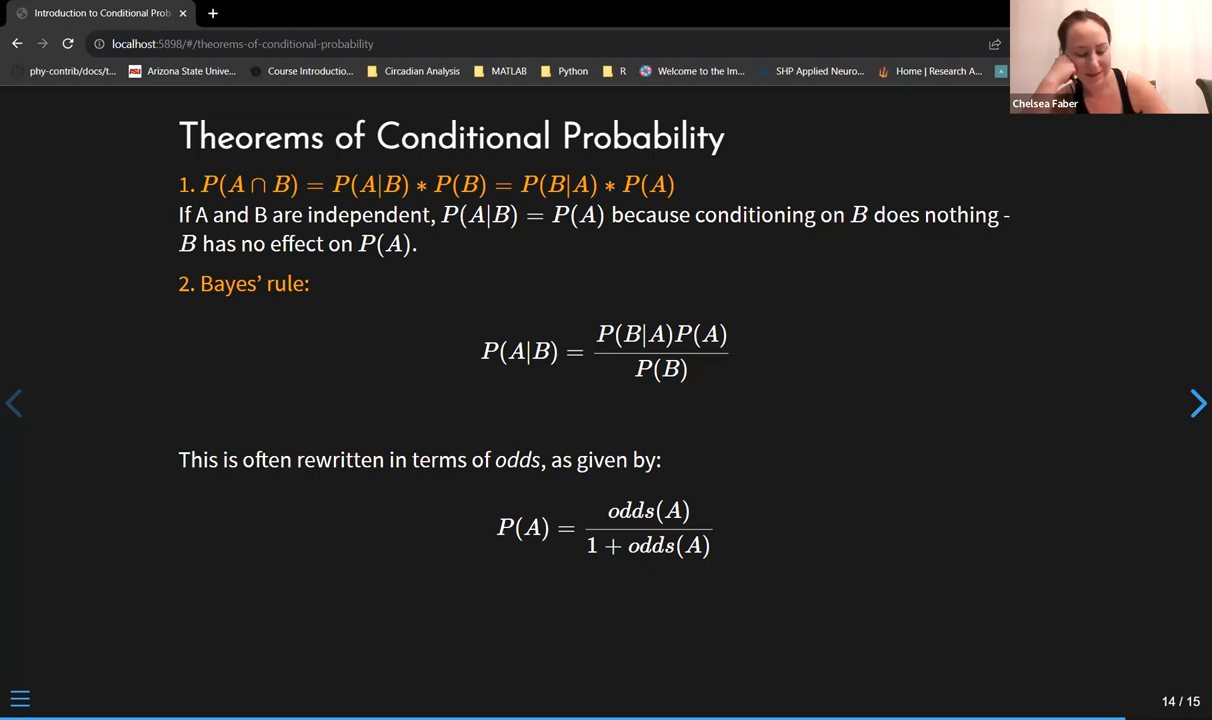 Introduction to Conditional Prob
localhost:5898/#/theorems-of-conditional-probability
phy-contrib/docs/t...
ASU
Arizona State Unive...
Course Introductio...
Circadian Analysis
MATLAB
Python
R
Welcome to the Im...
SHP Applied Neuro...
Home | Research A...
A
Chelsea Faber
Theorems of Conditional Probability
1. P(A ∩ B) = P(A|B) ∗ P(B) = P(B|A) ∗ P(A)
If A and B are independent, P(A|B) = P(A) because conditioning on B does nothing -
B has no effect on P(A).
2. Bayes’ rule:
P(A|B) = P(B|A)P(A) / P(B)
This is often rewritten in terms of odds, as given by:
P(A) = odds(A) / 1 + odds(A)
14 / 15